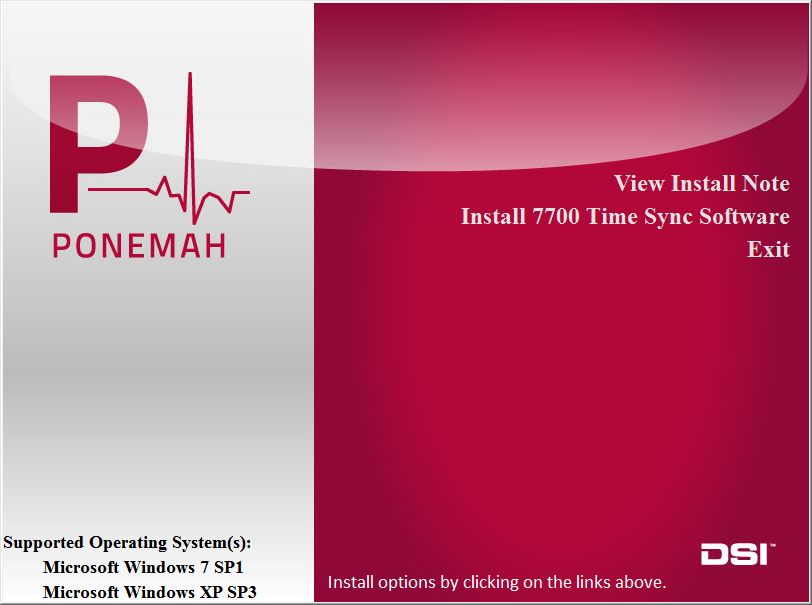 P
PONEMAH
View Install Note
Install 7700 Time Sync Software
Exit
Supported Operating System(s):
Microsoft Windows 7 SP1
Microsoft Windows XP SP3
DSI™
Install options by clicking on the links above.